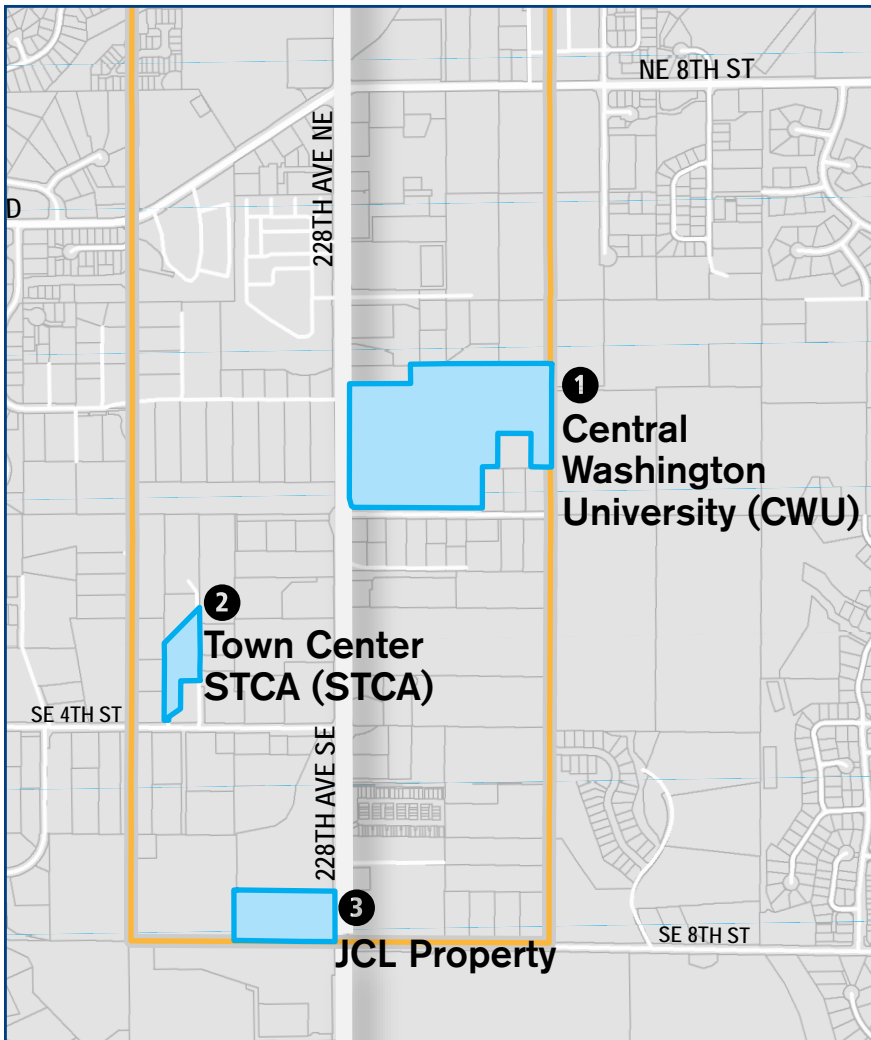 NE 8TH ST
228TH AVE NE
D
1
Central
Washington
University (CWU)
2
Town Center
STCA (STCA)
SE 4TH ST
228TH AVE SE
3
JCL Property
SE 8TH ST